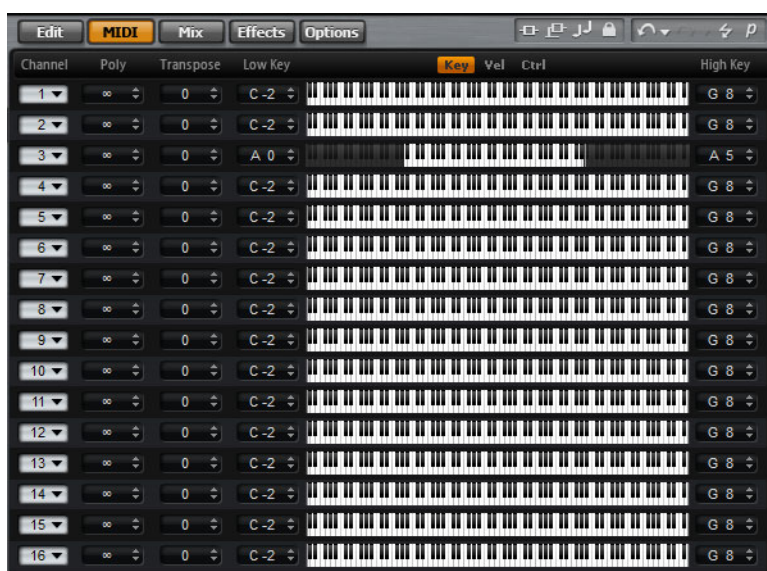 Edit MIDI Mix Effects Options p
Channel Poly Transpose Low Key Key Vel Ctrl High Key
1 ∞ 0 C -2 G 8
2 ∞ 0 C -2 G 8
3 ∞ 0 A 0 A 5
4 ∞ 0 C -2 G 8
5 ∞ 0 C -2 G 8
6 ∞ 0 C -2 G 8
7 ∞ 0 C -2 G 8
8 ∞ 0 C -2 G 8
9 ∞ 0 C -2 G 8
10 ∞ 0 C -2 G 8
11 ∞ 0 C -2 G 8
12 ∞ 0 C -2 G 8
13 ∞ 0 C -2 G 8
14 ∞ 0 C -2 G 8
15 ∞ 0 C -2 G 8
16 ∞ 0 C -2 G 8